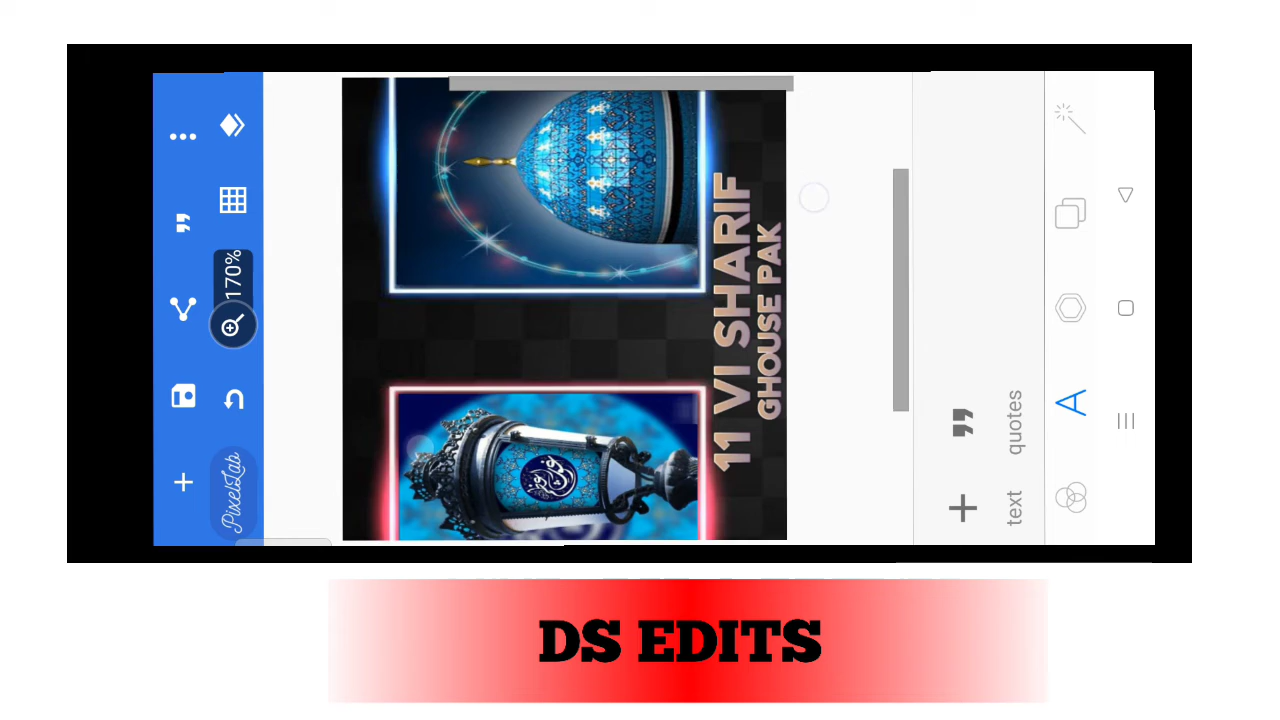 PixelLab
170%
11 VI SHARIF
GHOUSE PAK
text
quotes
DS EDITS